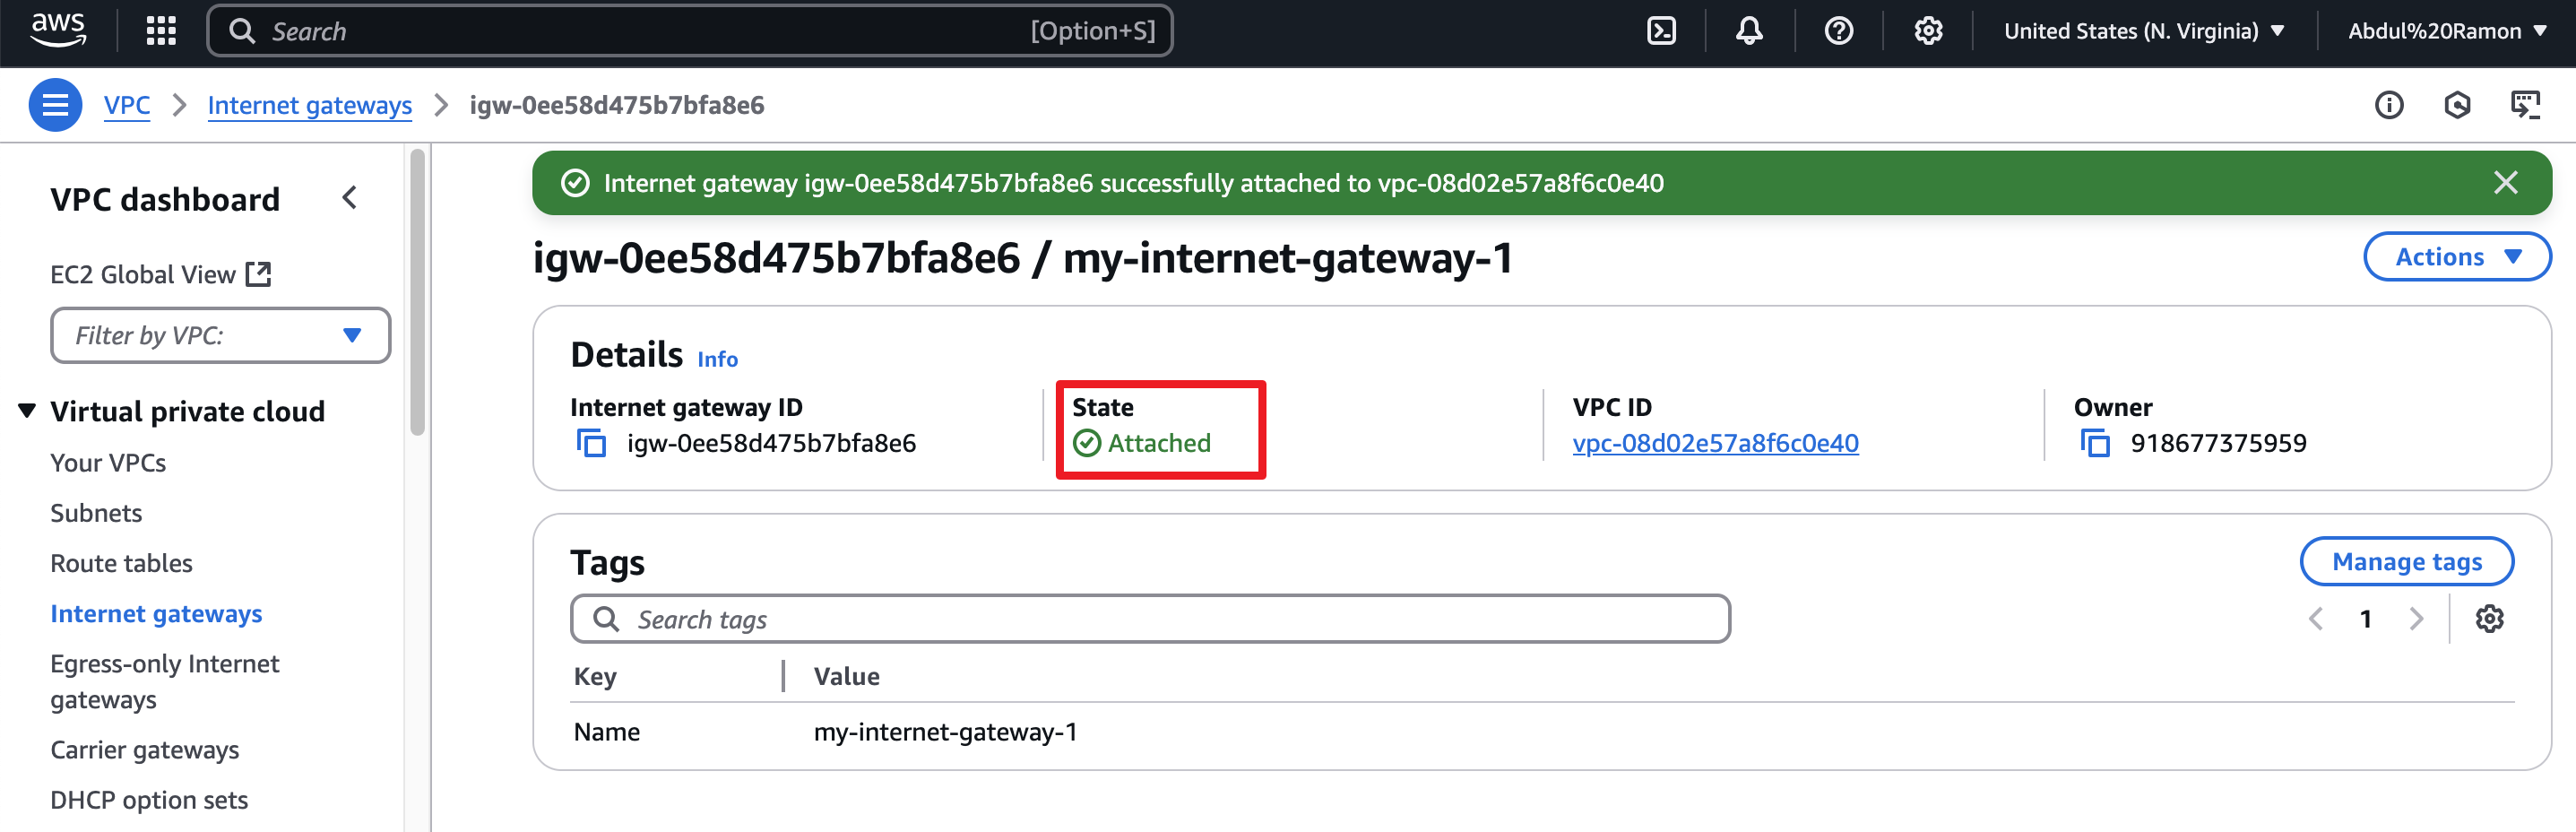 aws
Search [Option+S]
United States (N. Virginia)
Abdul%20Ramon
VPC
Internet gateways
igw-0ee58d475b7bfa8e6
VPC dashboard
EC2 Global View
Filter by VPC:
Virtual private cloud
Your VPCs
Subnets
Route tables
Internet gateways
Egress-only Internet
gateways
Carrier gateways
DHCP option sets
Internet gateway igw-0ee58d475b7bfa8e6 successfully attached to vpc-08d02e57a8f6c0e40
igw-0ee58d475b7bfa8e6 / my-internet-gateway-1
Actions
Details Info
Internet gateway ID
igw-0ee58d475b7bfa8e6
State
Attached
VPC ID
vpc-08d02e57a8f6c0e40
Owner
918677375959
Tags
Manage tags
Search tags
1
Key Value
Name my-internet-gateway-1